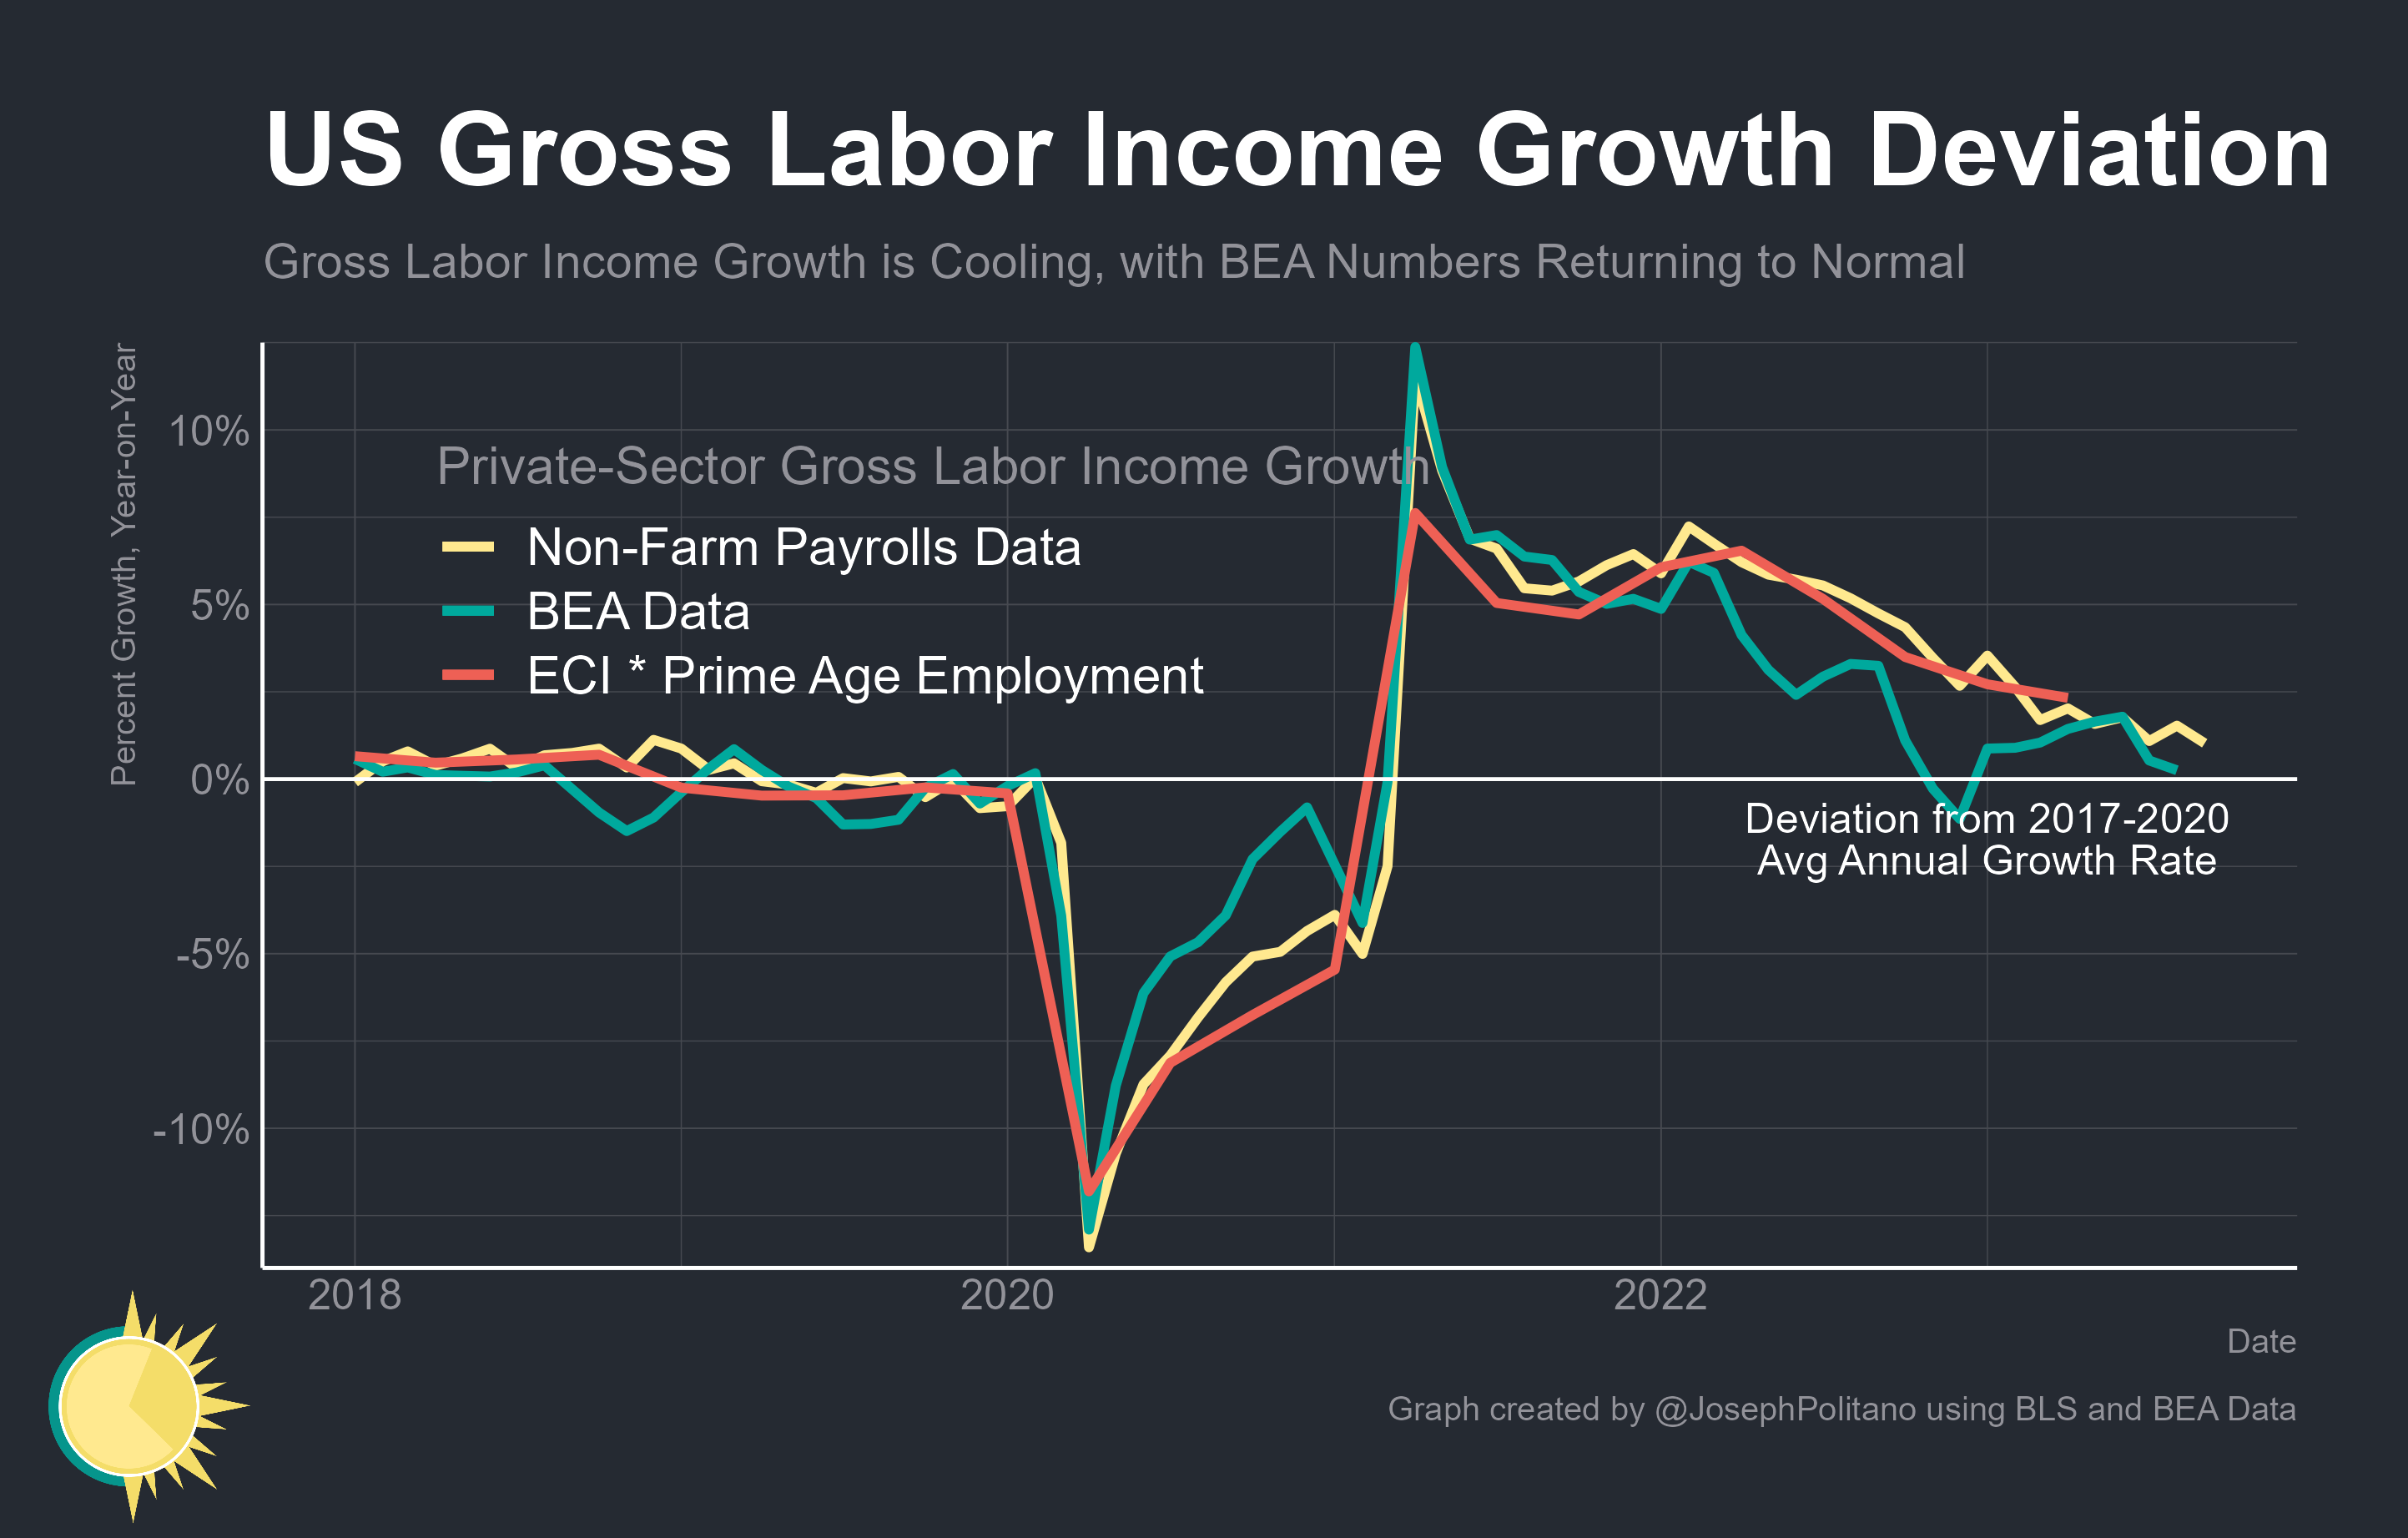 US Gross Labor Income Growth Deviation
Gross Labor Income Growth is Cooling, with BEA Numbers Returning to Normal
Percent Growth, Year-on-Year
10%
5%
0%
-5%
-10%
Private-Sector Gross Labor Income Growth
Non-Farm Payrolls Data
BEA Data
ECI * Prime Age Employment
Deviation from 2017-2020
Avg Annual Growth Rate
2018
2020
2022
Date
Graph created by @JosephPolitano using BLS and BEA Data